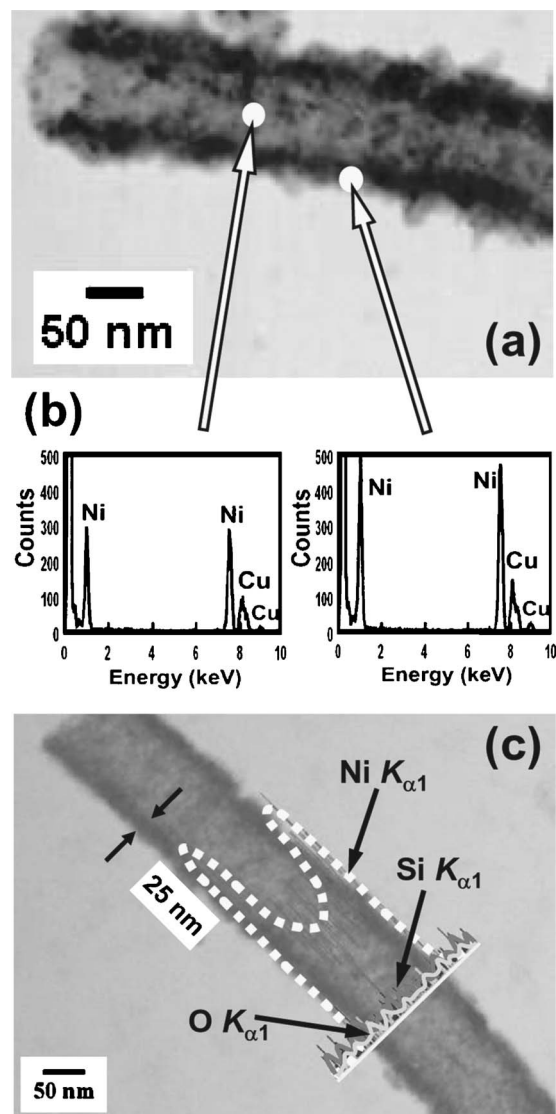 50 nm
(a)
(b)
500
400
300
200
100
0
Counts
Ni
Ni
Cu
Cu
0 2 4 6 8 10
Energy (keV)
500
400
300
200
100
0
Counts
Ni
Ni
Cu
Cu
0 2 4 6 8 10
Energy (keV)
(c)
Ni Kα1
Si Kα1
25 nm
O Kα1
50 nm